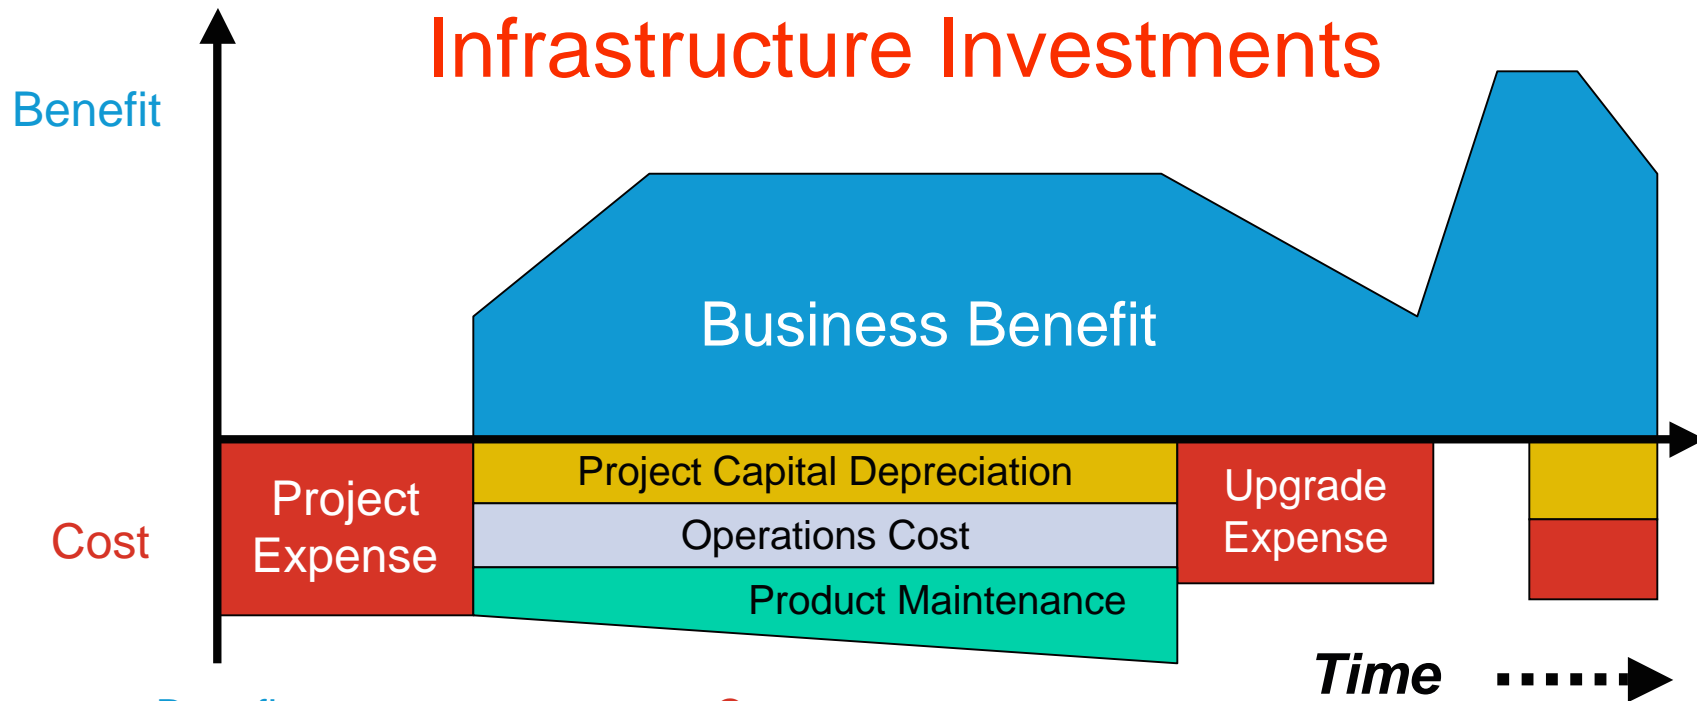 Infrastructure Investments
Benefit
Business Benefit
Project Capital Depreciation
Project
Expense
Upgrade
Expense
Operations Cost
Cost
Product Maintenance
Time